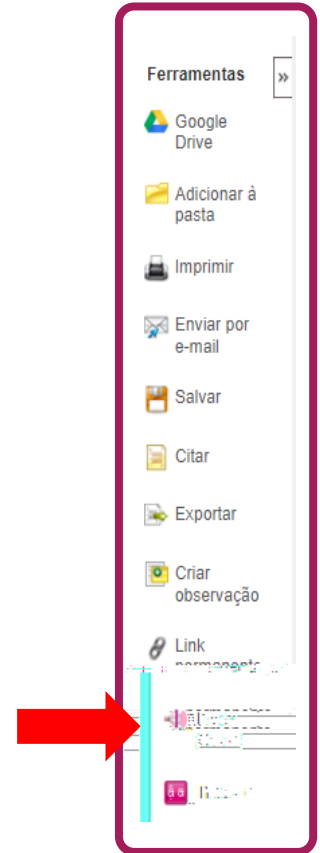 Ferramentas »
Google
Drive
Adicionar à
pasta
Imprimir
Enviar por
e-mail
Salvar
Citar
Exportar
Criar
observação
Link